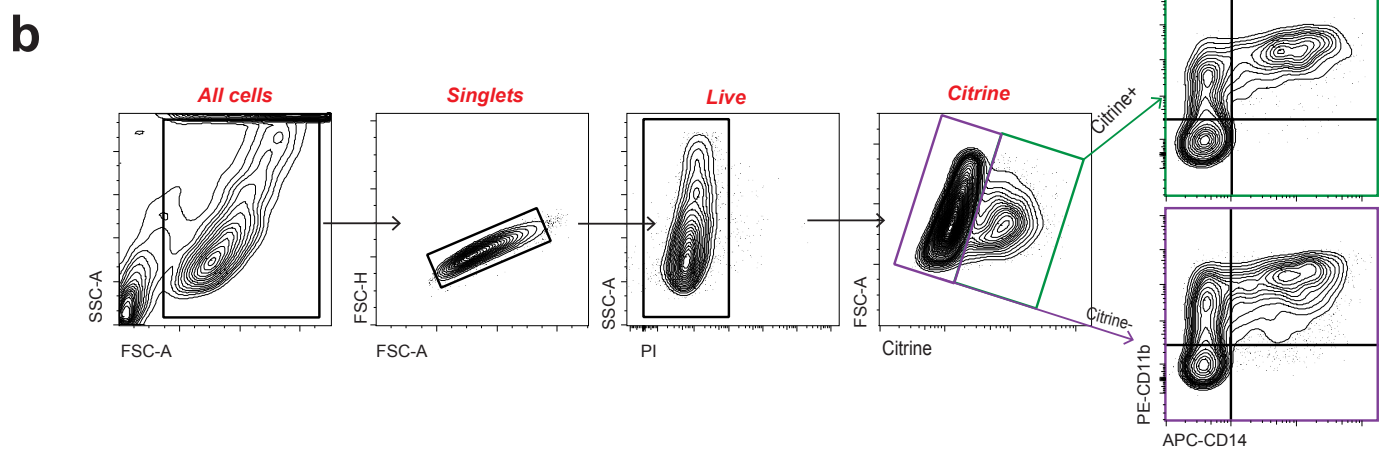 b
All cells
Singlets
Live
Citrine
Citrine+
SSC-A
FSC-A
FSC-H
FSC-A
SSC-A
PI
FSC-A
Citrine
Citrine-
PE-CD11b
APC-CD14